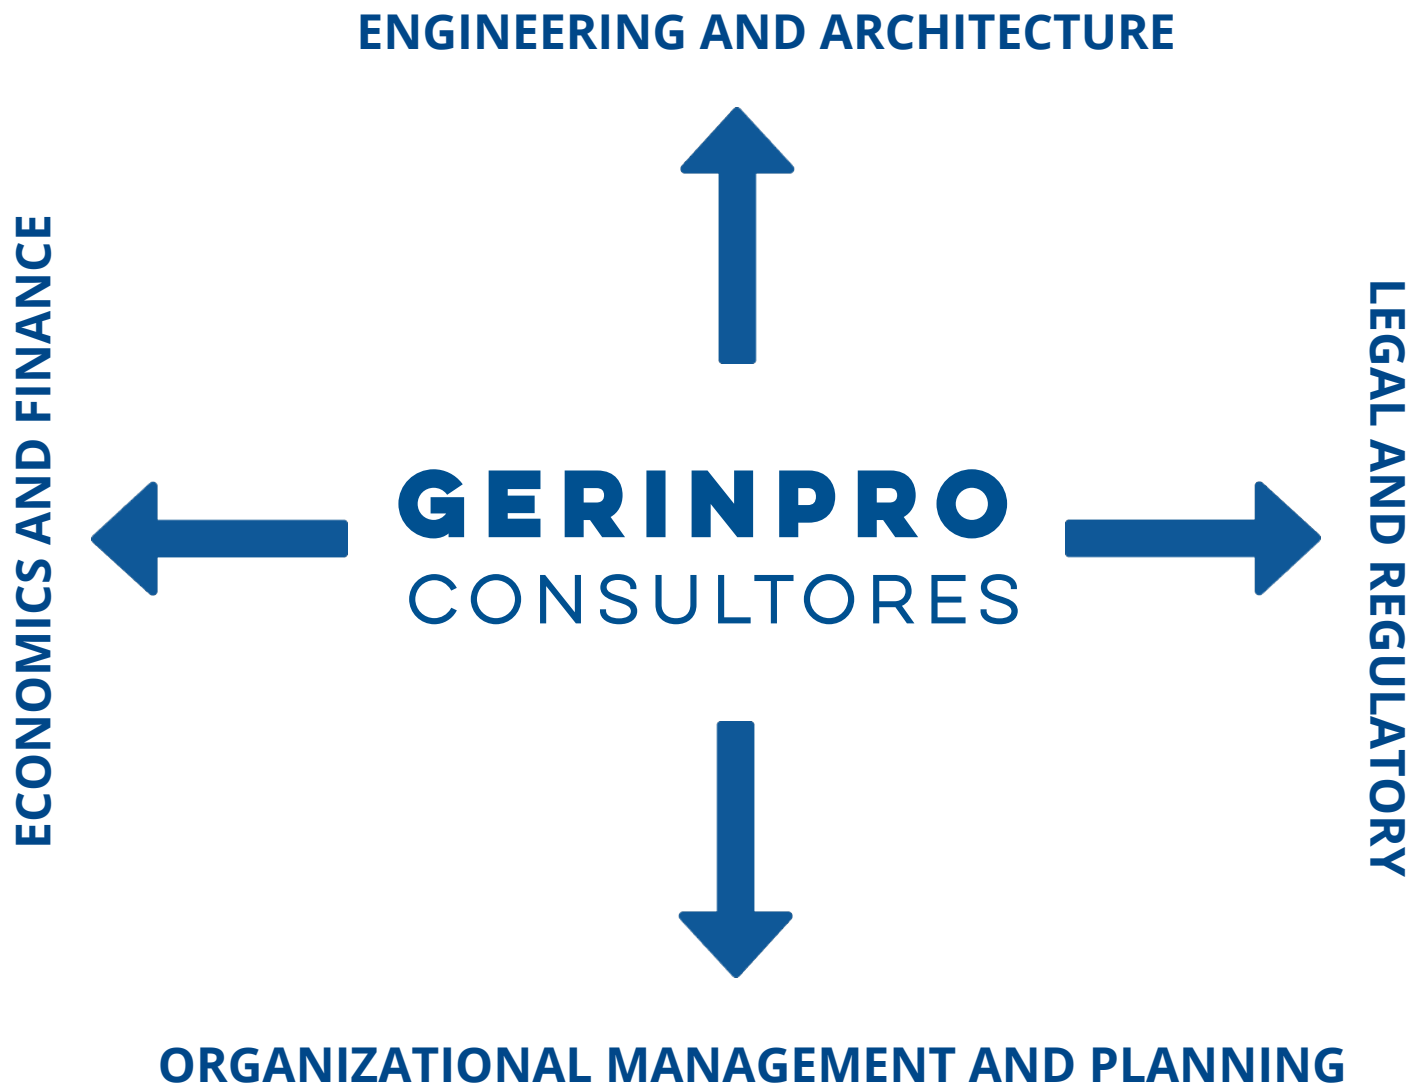 ENGINEERING AND ARCHITECTURE
ECONOMICS AND FINANCE
GERINPRO
CONSULTORES
LEGAL AND REGULATORY
ORGANIZATIONAL MANAGEMENT AND PLANNING